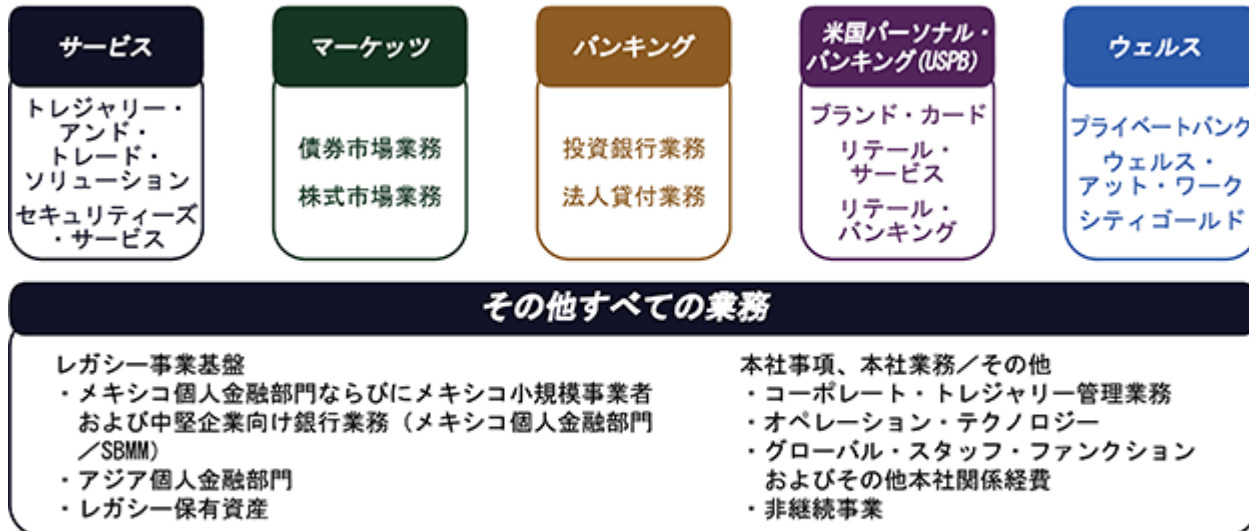 サービス
トレジャリー・
アンド・
トレード・
ソリューション
セキュリティーズ
・サービス
マーケッツ
債券市場業務
株式市場業務
バンキング
投資銀行業務
法人貸付業務
米国パーソナル・
バンキング(USPB)
ブランド・カード
リテール・
サービス
リテール・
バンキング
ウェルス
プライベートバンク
ウェルス・
アット・ワーク
シティゴールド
その他すべての業務
レガシー事業基盤
・メキシコ個人金融部門ならびにメキシコ小規模事業者
および中堅企業向け銀行業務（メキシコ個人金融部門
／SBMM）
・アジア個人金融部門
・レガシー保有資産
本社事項、本社業務／その他
・コーポレート・トレジャリー管理業務
・オペレーション・テクノロジー
・グローバル・スタッフ・ファンクション
およびその他本社関係経費
・非継続事業